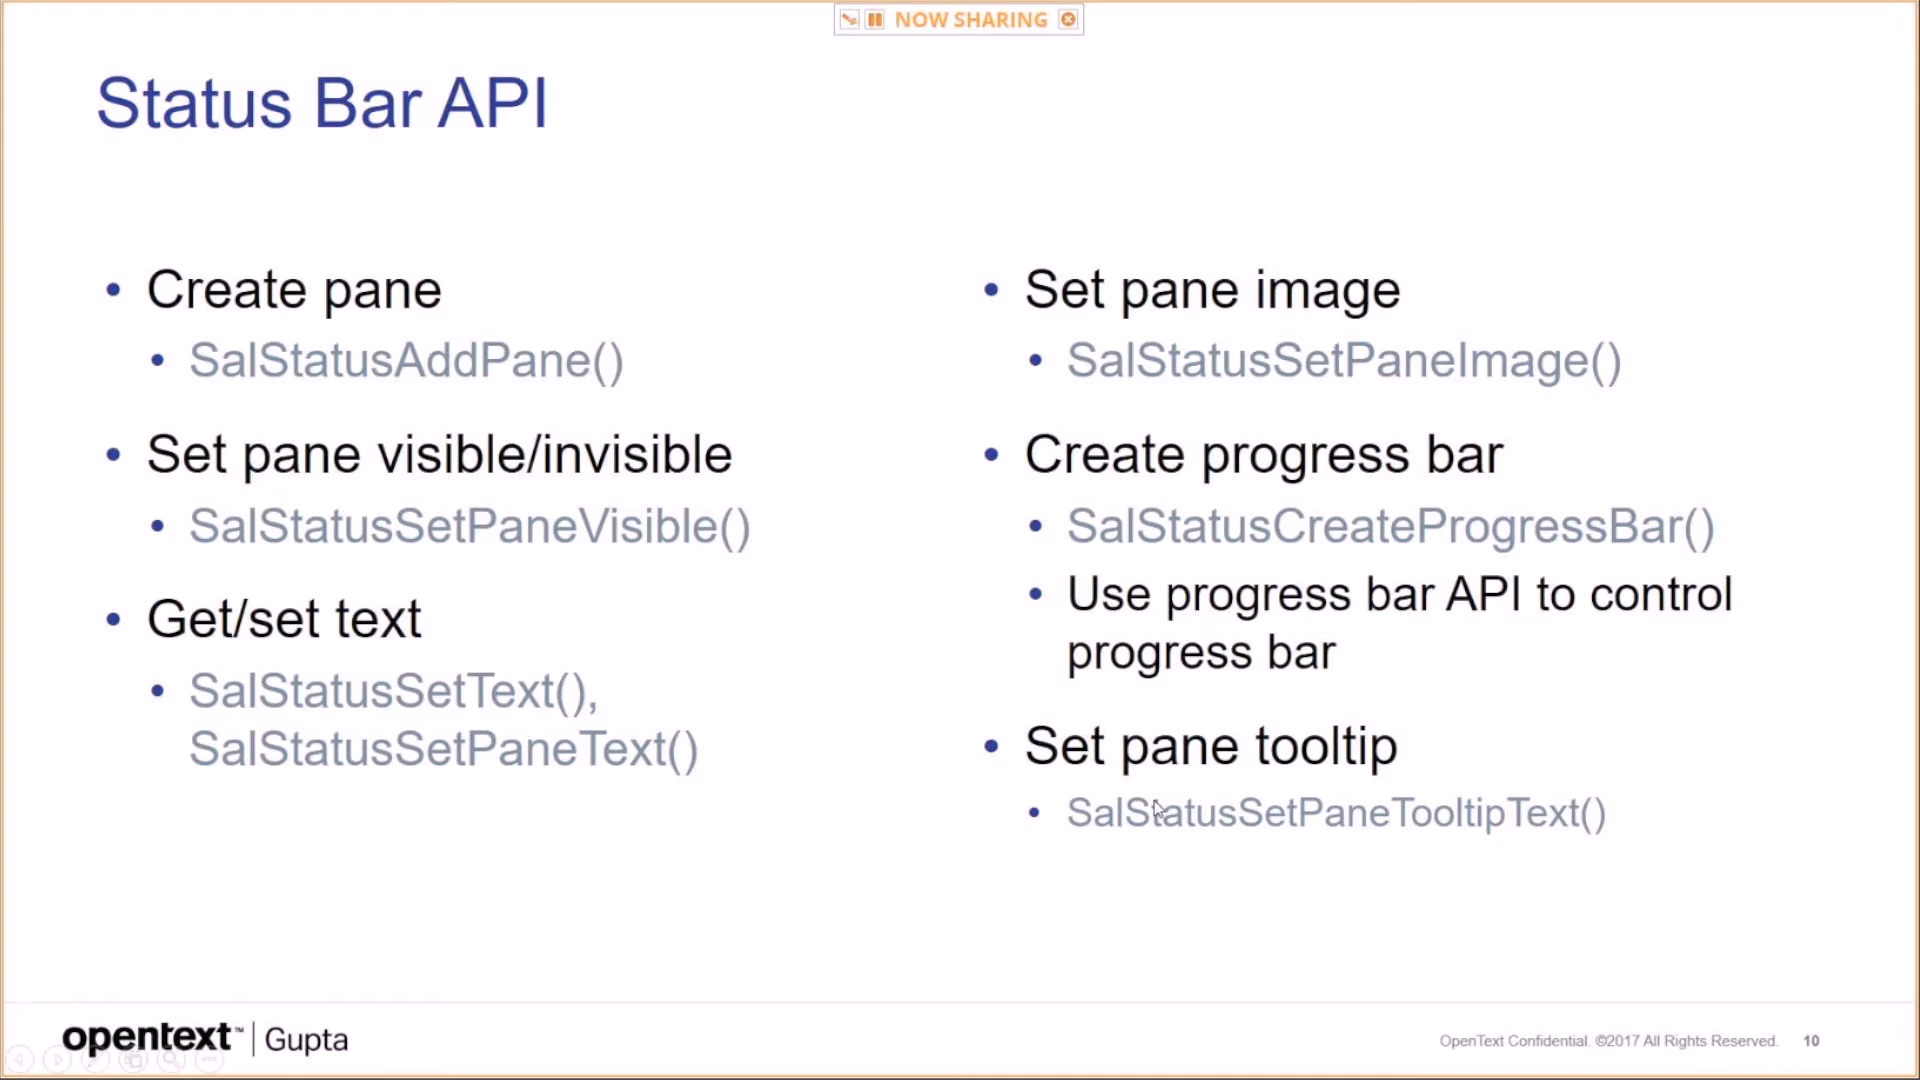 NOW SHARING
Status Bar API
• Create pane
• SalStatusAddPane()
• Set pane visible/invisible
• SalStatusSetPaneVisible()
• Get/set text
• SalStatusSetText(),
SalStatusSetPaneText()
• Set pane image
• SalStatusSetPaneImage()
• Create progress bar
• SalStatusCreateProgressBar()
• Use progress bar API to control
progress bar
• Set pane tooltip
• SalStatusSetPaneTooltipText()
opentext™ | Gupta
OpenText Confidential. ©2017 All Rights Reserved. 10